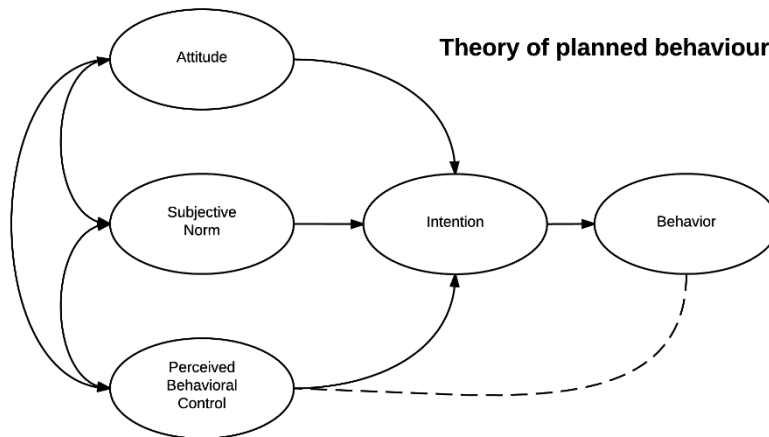 Theory of planned behaviour
Attitude
Subjective
Norm
Intention
Behavior
Perceived
Behavioral
Control